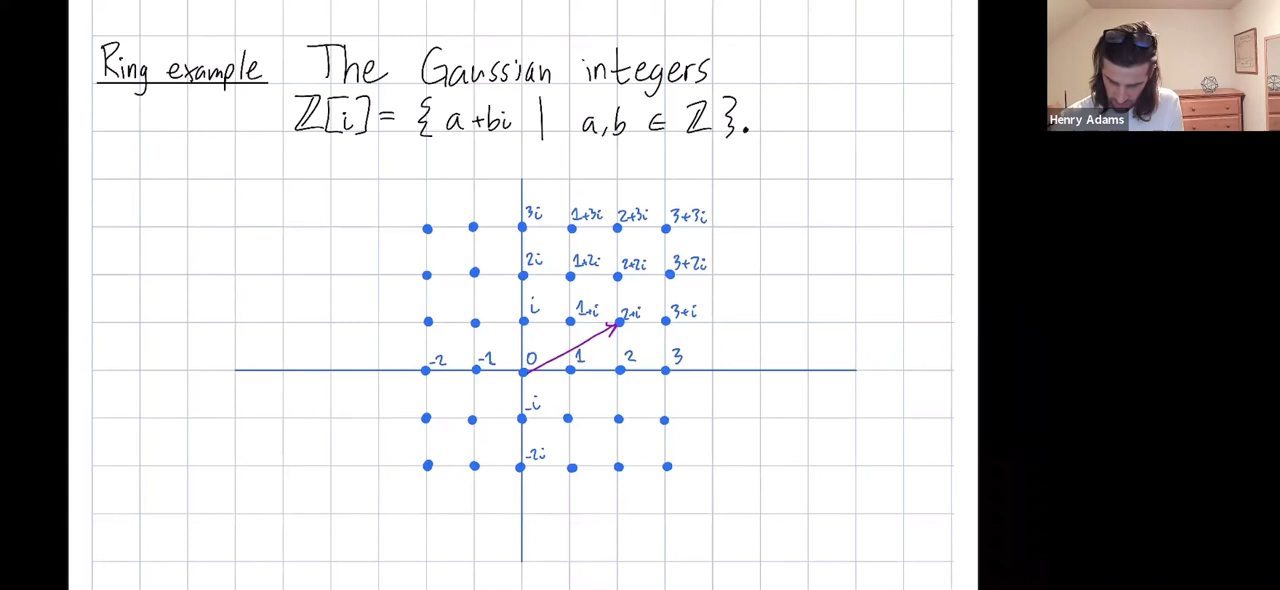 Ring example The Gaussian integers
ℤ[i] = { a+bi | a,b ∈ ℤ }.
3i 1+3i 2+3i 3+3i
2i 1+2i 2+2i 3+2i
i 1+i 2+i 3+i
-2 -1 0 1 2 3
-i
-2i
Henry Adams